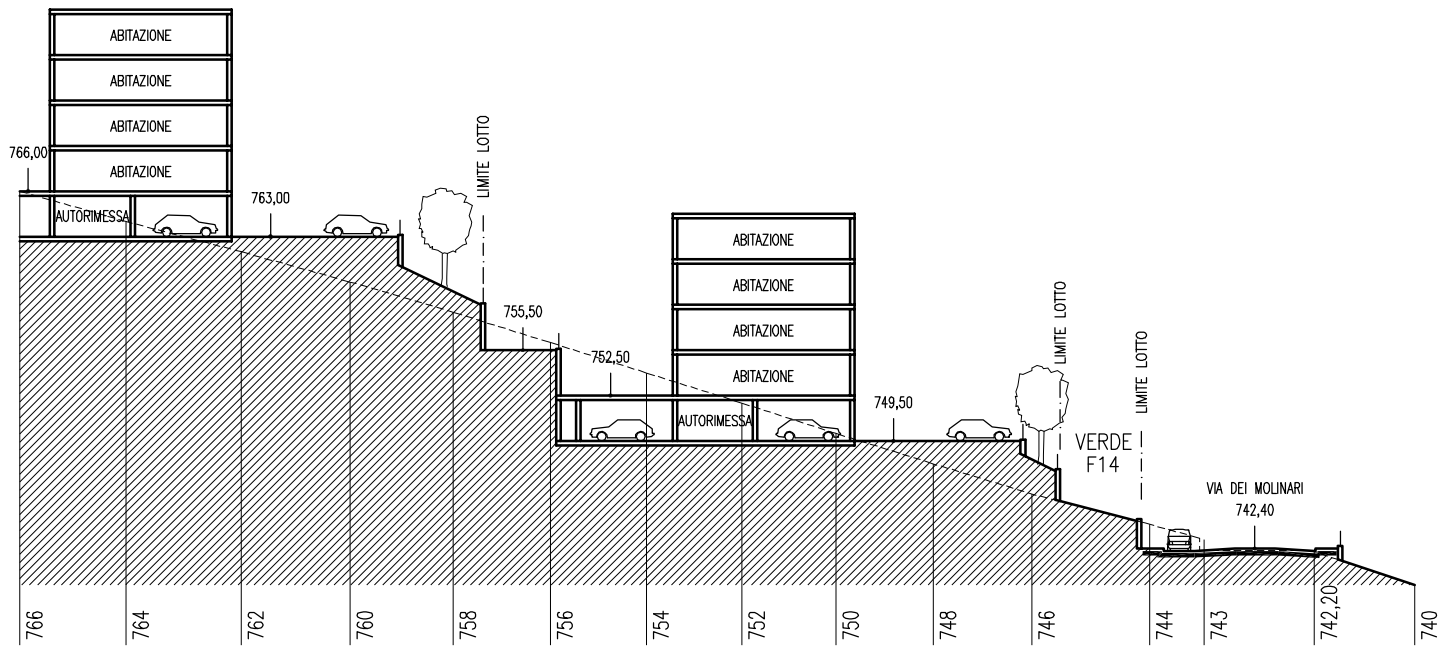 ABITAZIONE
ABITAZIONE
ABITAZIONE
ABITAZIONE
766,00
AUTORIMESSA
763,00
LIMITE LOTTO
755,50
752,50
ABITAZIONE
ABITAZIONE
ABITAZIONE
ABITAZIONE
AUTORIMESSA
749,50
LIMITE LOTTO
VERDE
F14
LIMITE LOTTO
VIA DEI MOLINARI
742,40
766
764
762
760
758
756
754
752
750
748
746
744
743
742,20
740